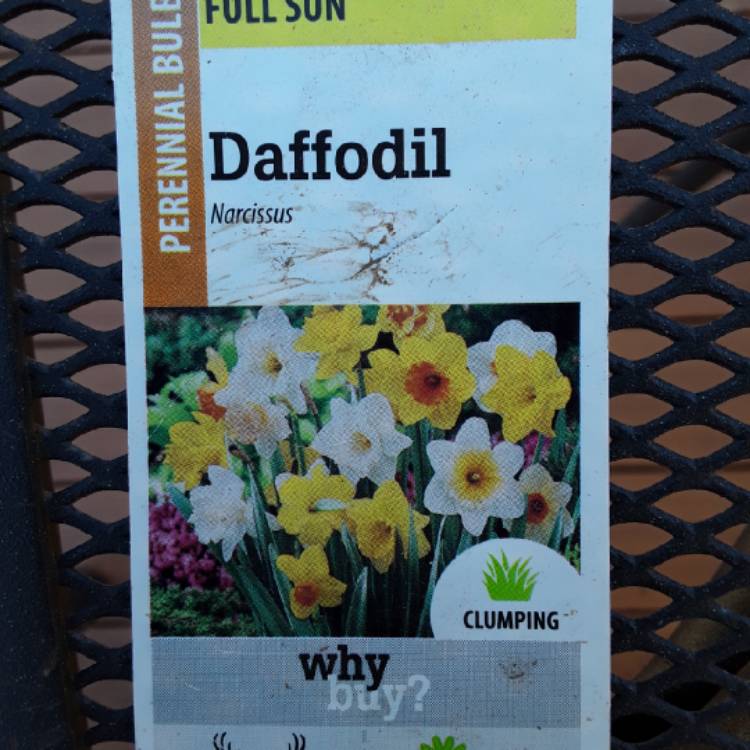 FULL SUN
PERENNIAL BULB
Daffodil
Narcissus
CLUMPING
why
buy?